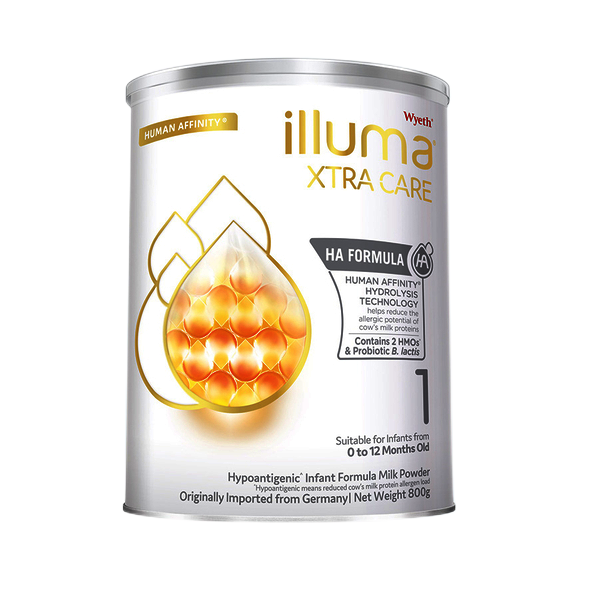 HUMAN AFFINITY®
Wyeth®
illuma®
XTRA CARE
HA FORMULA
HA
HUMAN AFFINITY®
HYDROLYSIS
TECHNOLOGY
helps reduce the
allergic potential of
cow's milk proteins
Contains 2 HMOs
& Probiotic B. lactis
1
Suitable for Infants from
0 to 12 Months Old
Hypoantigenic^ Infant Formula Milk Powder
^Hypoantigenic means reduced cow's milk protein allergen load
Originally Imported from Germany| Net Weight 800g